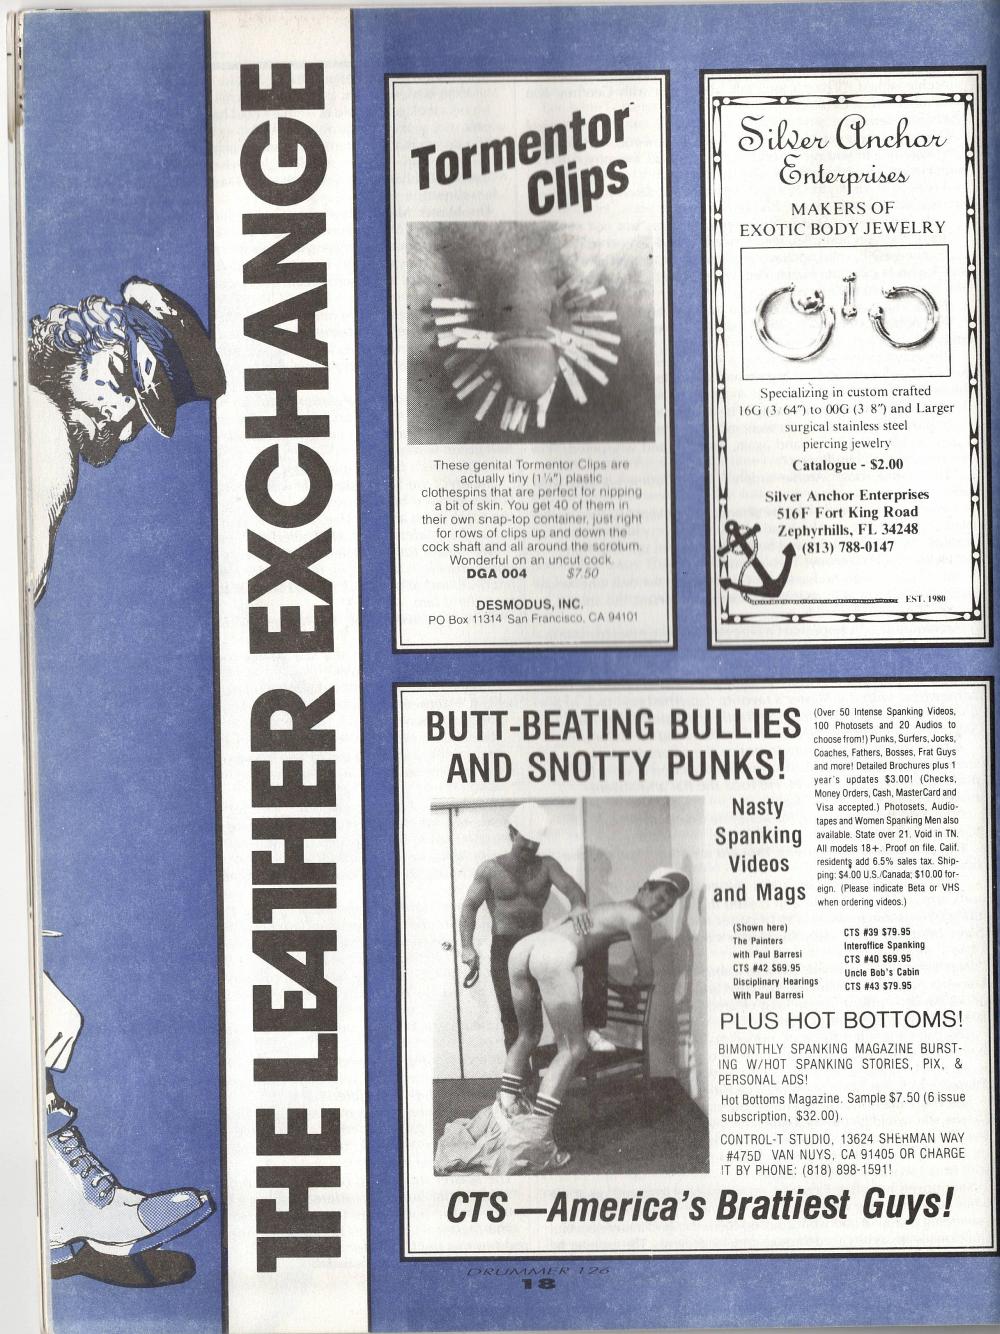 THE LEATHER EXCHANGE
Tormentor
Clips
These genital Tormentor Clips are
actually tiny (1¼") plastic
clothespins that are perfect for nipping
a bit of skin. You get 40 of them in
their own snap-top container, just right
for rows of clips up and down the
cock shaft and all around the scrotum.
Wonderful on an uncut cock.
DGA 004 $7.50
DESMODUS, INC.
PO Box 11314 San Francisco, CA 94101
Silver Anchor
Enterprises
MAKERS OF
EXOTIC BODY JEWELRY
Specializing in custom crafted
16G (3/64") to 00G (3/8") and Larger
surgical stainless steel
piercing jewelry
Catalogue - $2.00
Silver Anchor Enterprises
516F Fort King Road
Zephyrhills, FL 34248
(813) 788-0147
EST. 1980
BUTT-BEATING BULLIES
AND SNOTTY PUNKS!
Nasty
Spanking
Videos
and Mags
(Over 50 Intense Spanking Videos,
100 Photosets and 20 Audios to
choose from!) Punks, Surfers, Jocks,
Coaches, Fathers, Bosses, Frat Guys
and more! Detailed Brochures plus 1
year's updates $3.00! (Checks,
Money Orders, Cash, MasterCard and
Visa accepted.) Photosets, Audio-
tapes and Women Spanking Men also
available. State over 21. Void in TN.
All models 18+. Proof on file. Calif.
residents add 6.5% sales tax. Ship-
ping: $4.00 U.S./Canada; $10.00 for-
eign. (Please indicate Beta or VHS
when ordering videos.)
(Shown here)
The Painters
with Paul Barresi
CTS #42 $69.95
Disciplinary Hearings
With Paul Barresi
CTS #39 $79.95
Interoffice Spanking
CTS #40 $69.95
Uncle Bob's Cabin
CTS #43 $79.95
PLUS HOT BOTTOMS!
BIMONTHLY SPANKING MAGAZINE BURST-
ING W/HOT SPANKING STORIES, PIX, &
PERSONAL ADS!
Hot Bottoms Magazine. Sample $7.50 (6 issue
subscription, $32.00).
CONTROL-T STUDIO, 13624 SHERMAN WAY
#475D VAN NUYS, CA 91405 OR CHARGE
IT BY PHONE: (818) 898-1591!
CTS —America's Brattiest Guys!
DRUMMER 126
18